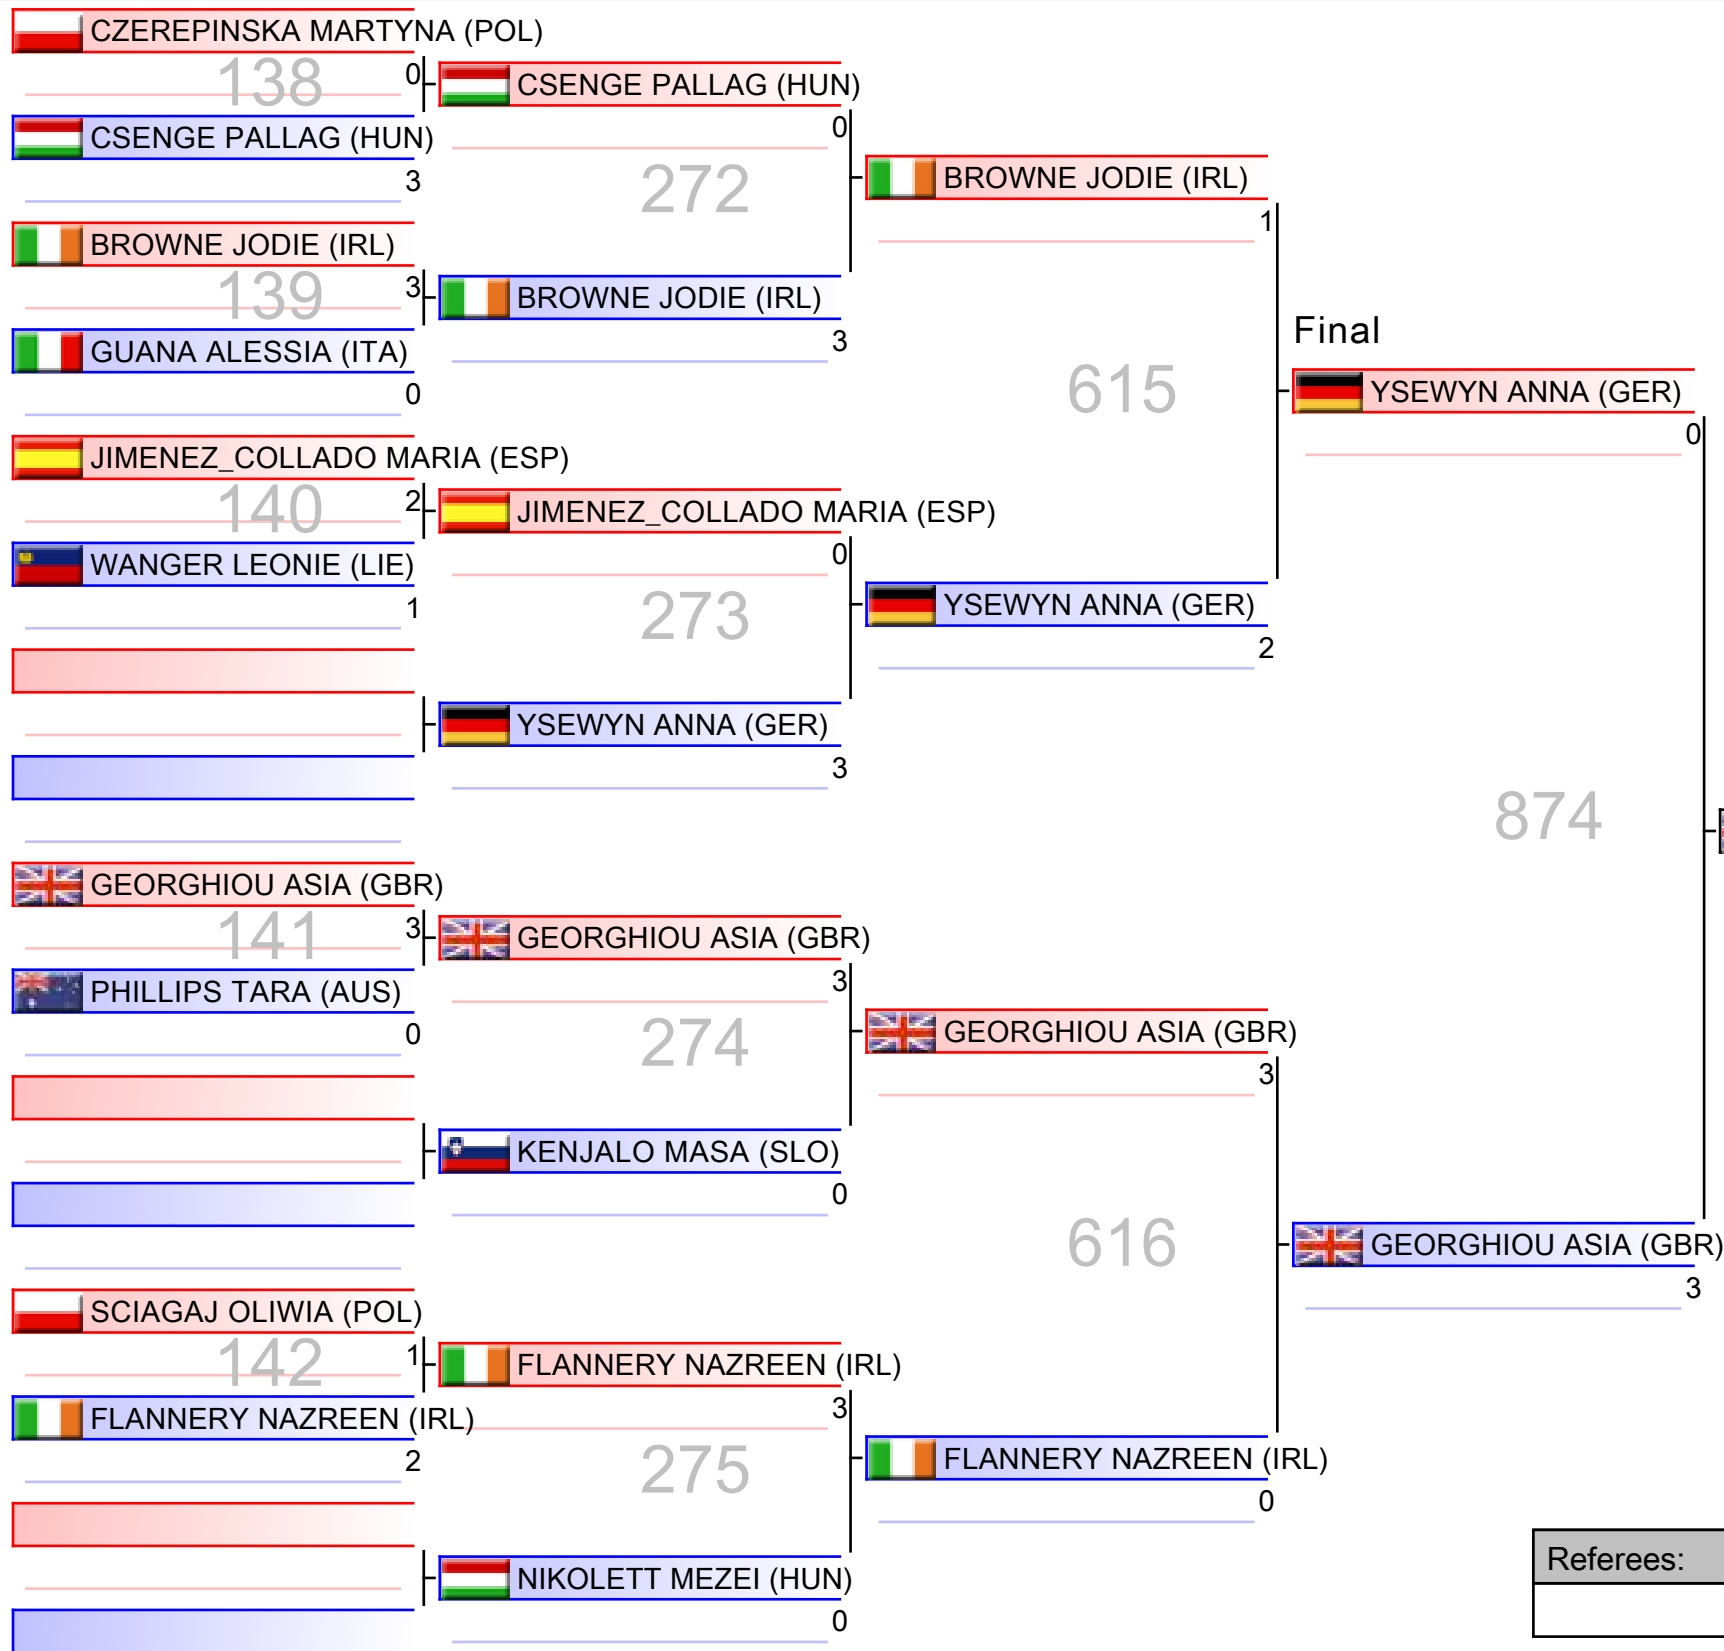 CZEREPINSKA MARTYNA (POL)
138
0
CSENGE PALLAG (HUN)
3
BROWNE JODIE (IRL)
139
3
GUANA ALESSIA (ITA)
0
JIMENEZ_COLLADO MARIA (ESP)
140
2
WANGER LEONIE (LIE)
1
GEORGHIOU ASIA (GBR)
141
3
PHILLIPS TARA (AUS)
0
SCIAGAJ OLIWIA (POL)
142
1
FLANNERY NAZREEN (IRL)
2
CSENGE PALLAG (HUN)
0
272
BROWNE JODIE (IRL)
3
JIMENEZ_COLLADO MARIA (ESP)
0
273
YSEWYN ANNA (GER)
3
GEORGHIOU ASIA (GBR)
3
274
KENJALO MASA (SLO)
0
FLANNERY NAZREEN (IRL)
3
275
NIKOLETT MEZEI (HUN)
0
BROWNE JODIE (IRL)
1
615
YSEWYN ANNA (GER)
2
GEORGHIOU ASIA (GBR)
3
616
FLANNERY NAZREEN (IRL)
0
Final
YSEWYN ANNA (GER)
0
874
GEORGHIOU ASIA (GBR)
3
Referees: